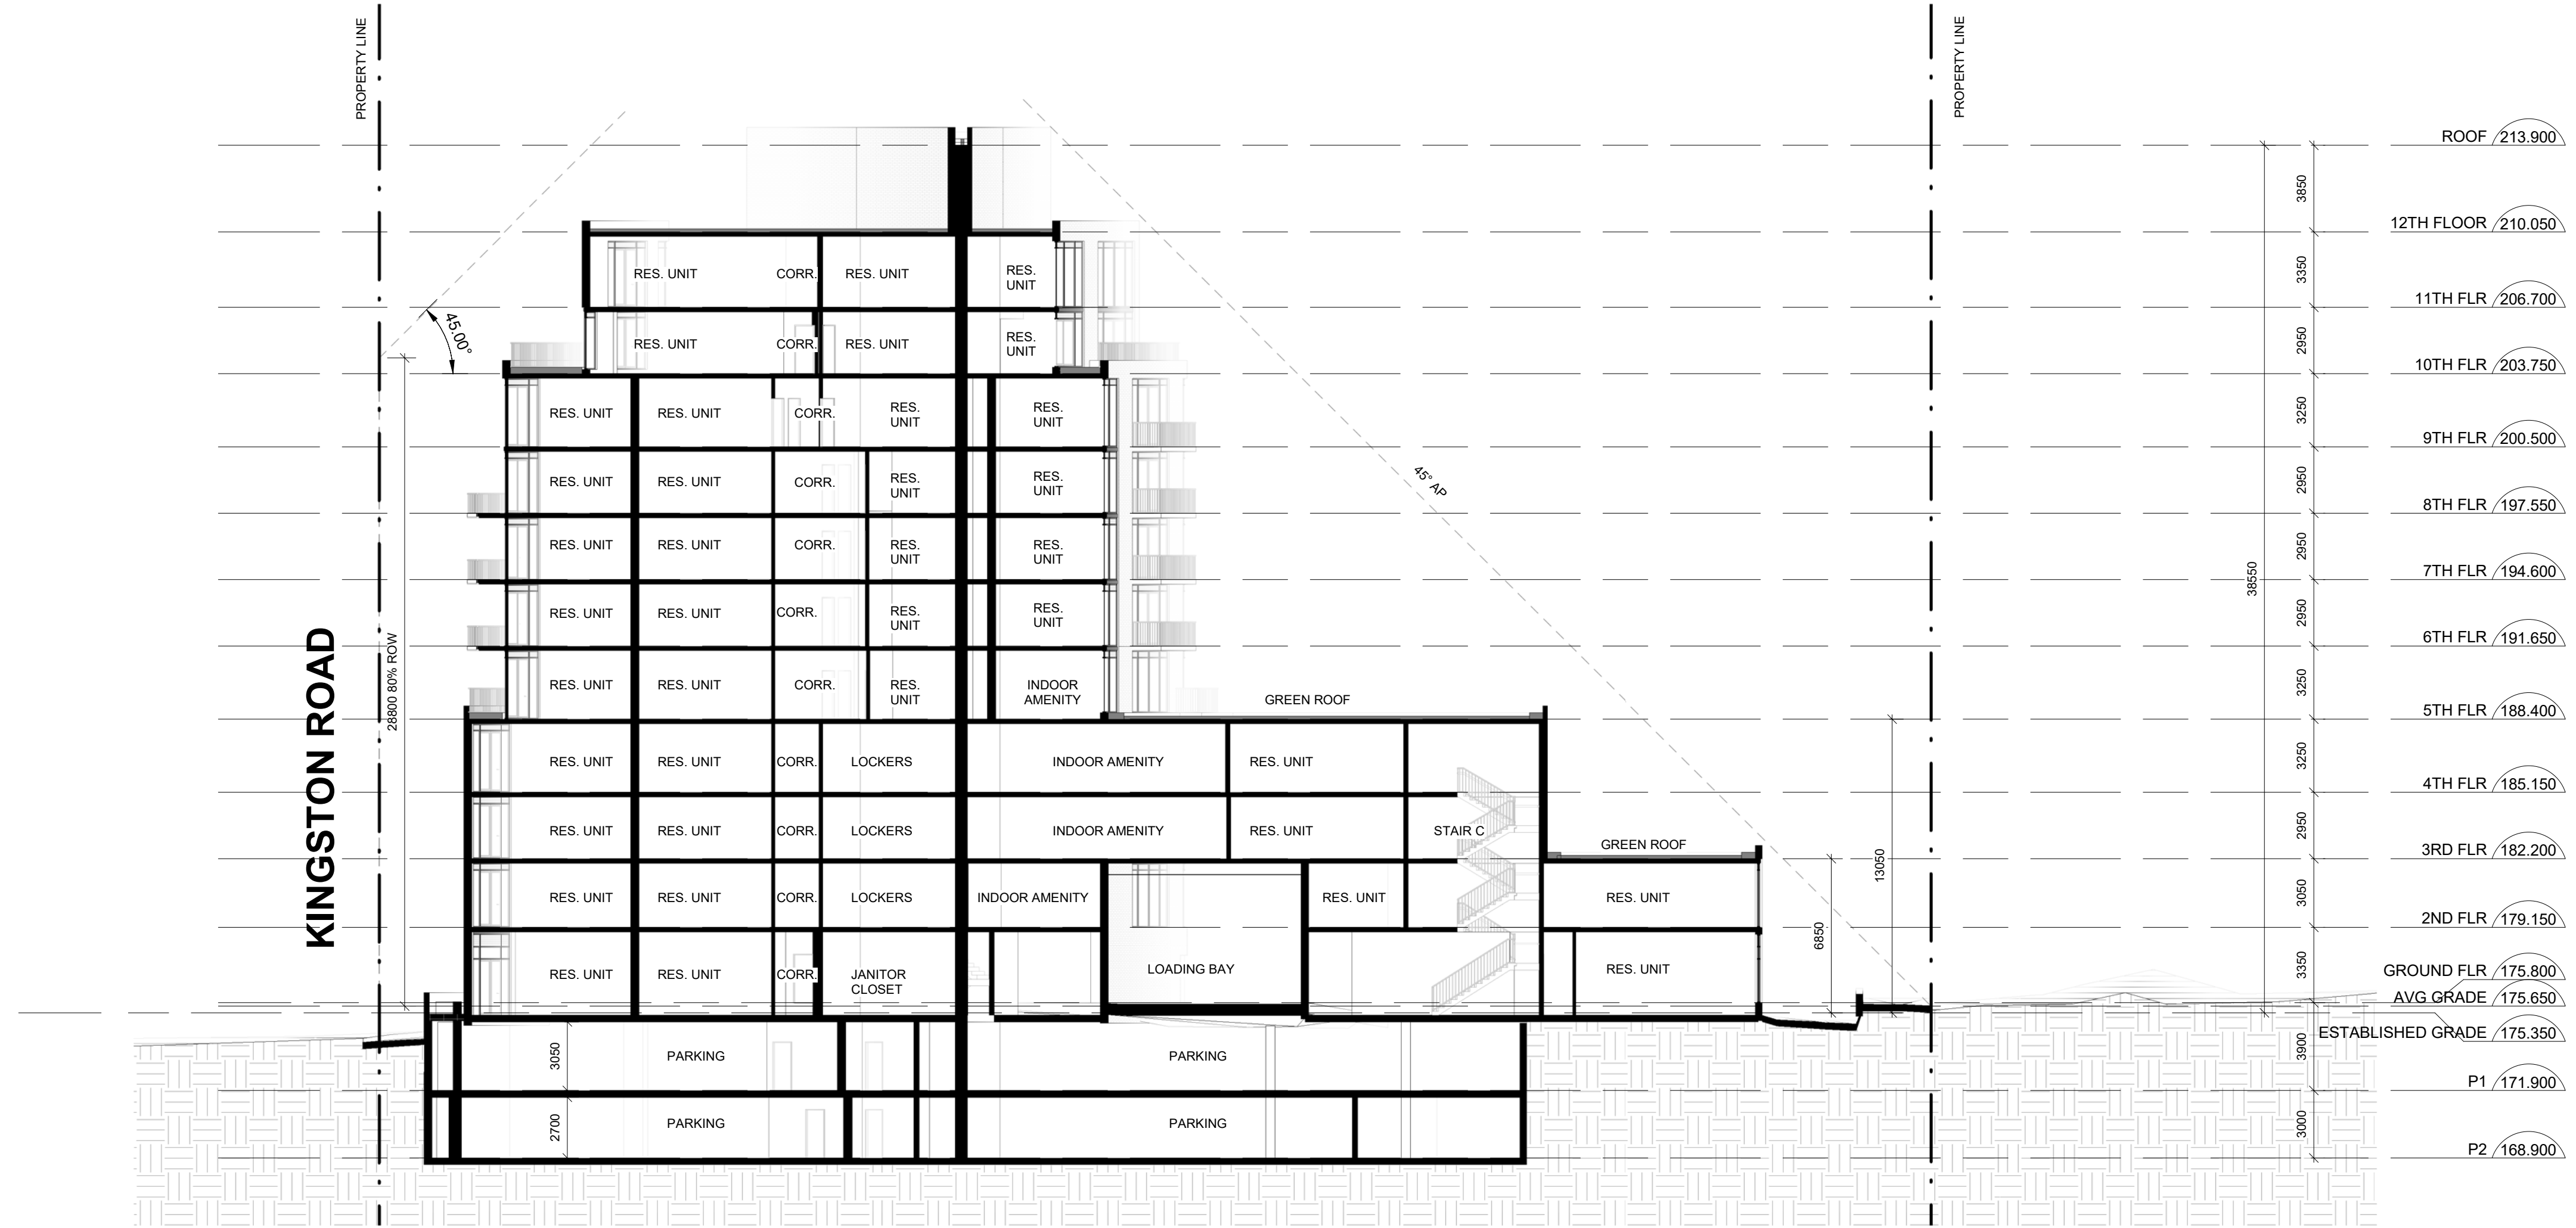 PROPERTY LINE
PROPERTY LINE
ROOF 213.900
3850
12TH FLOOR 210.050
RES. UNIT
CORR.
RES. UNIT
RES.
UNIT
3350
11TH FLR 206.700
45.00°
RES. UNIT
CORR.
RES. UNIT
RES.
UNIT
2950
10TH FLR 203.750
RES. UNIT
RES. UNIT
CORR.
RES.
UNIT
RES.
UNIT
3250
9TH FLR 200.500
RES. UNIT
RES. UNIT
CORR.
RES.
UNIT
RES.
UNIT
45° AP
2950
8TH FLR 197.550
RES. UNIT
RES. UNIT
CORR.
RES.
UNIT
RES.
UNIT
2950
7TH FLR 194.600
38550
RES. UNIT
RES. UNIT
CORR.
RES.
UNIT
RES.
UNIT
2950
6TH FLR 191.650
KINGSTON ROAD
28800 80% ROW
RES. UNIT
RES. UNIT
CORR.
RES.
UNIT
INDOOR
AMENITY
GREEN ROOF
3250
5TH FLR 188.400
RES. UNIT
RES. UNIT
CORR.
LOCKERS
INDOOR AMENITY
RES. UNIT
3250
4TH FLR 185.150
RES. UNIT
RES. UNIT
CORR.
LOCKERS
INDOOR AMENITY
RES. UNIT
STAIR C
GREEN ROOF
13050
2950
3RD FLR 182.200
RES. UNIT
RES. UNIT
CORR.
LOCKERS
INDOOR AMENITY
RES. UNIT
RES. UNIT
6850
3050
2ND FLR 179.150
RES. UNIT
RES. UNIT
CORR.
JANITOR
CLOSET
LOADING BAY
RES. UNIT
3350
GROUND FLR 175.800
AVG GRADE 175.650
ESTABLISHED GRADE 175.350
3050
PARKING
PARKING
3900
P1 171.900
2700
PARKING
PARKING
3000
P2 168.900